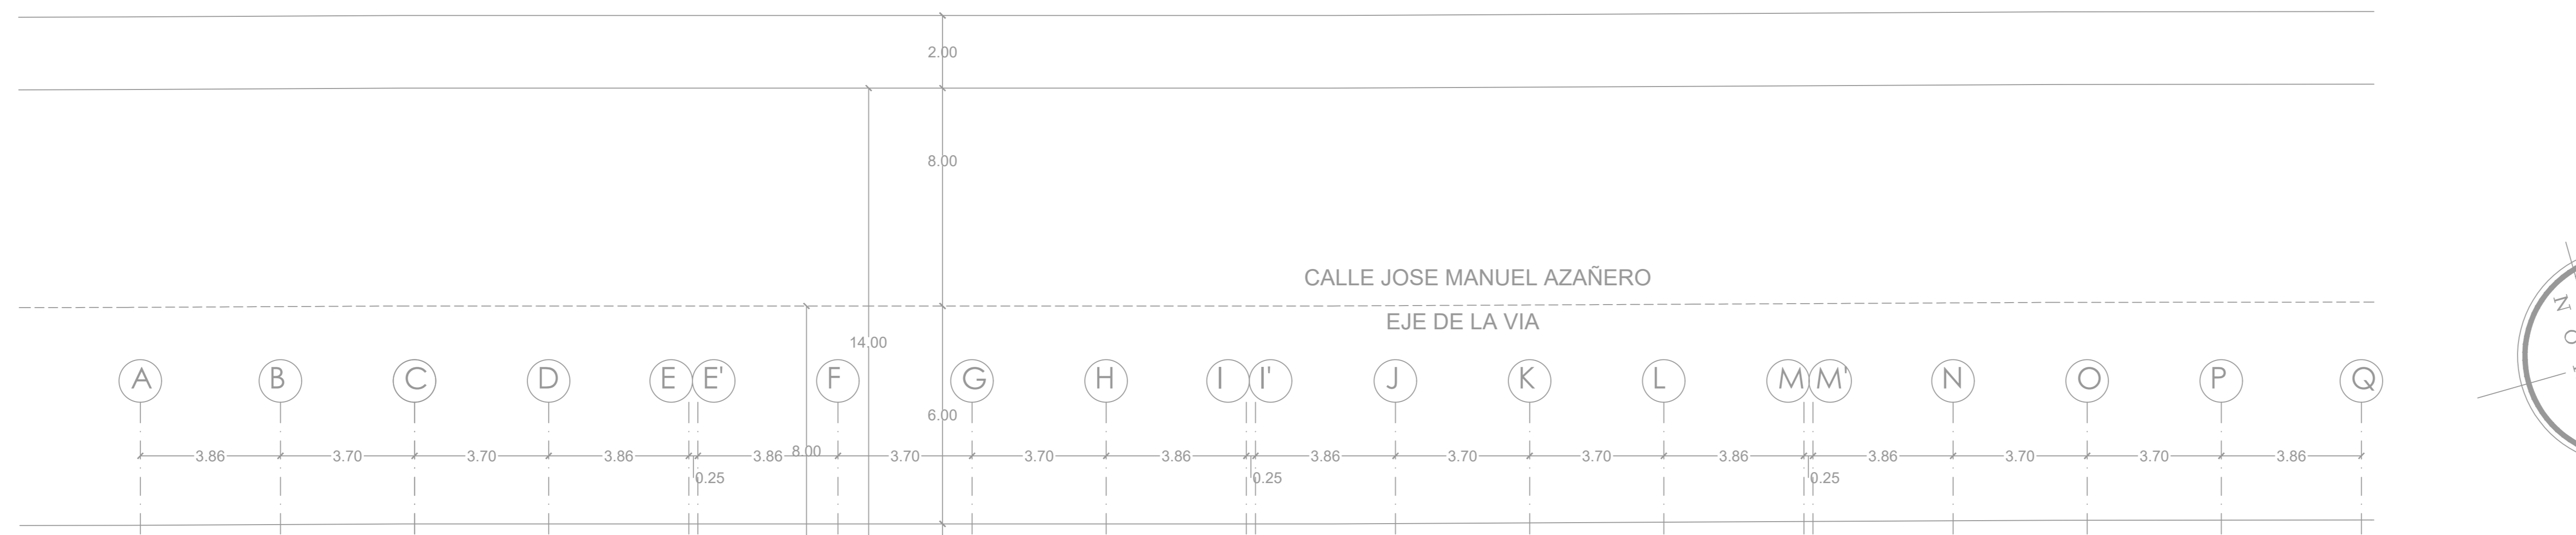 2.00
8.00
CALLE JOSE MANUEL AZAÑERO
EJE DE LA VIA
14.00
A B C D E E' F G H I I' J K L M M' N O P Q
6.00
3.86 3.70 3.70 3.86 3.86 8.00 3.70 3.70 3.86 3.86 3.70 3.70 3.86 3.86 3.70 3.70 3.86
0.25 0.25 0.25
N
O